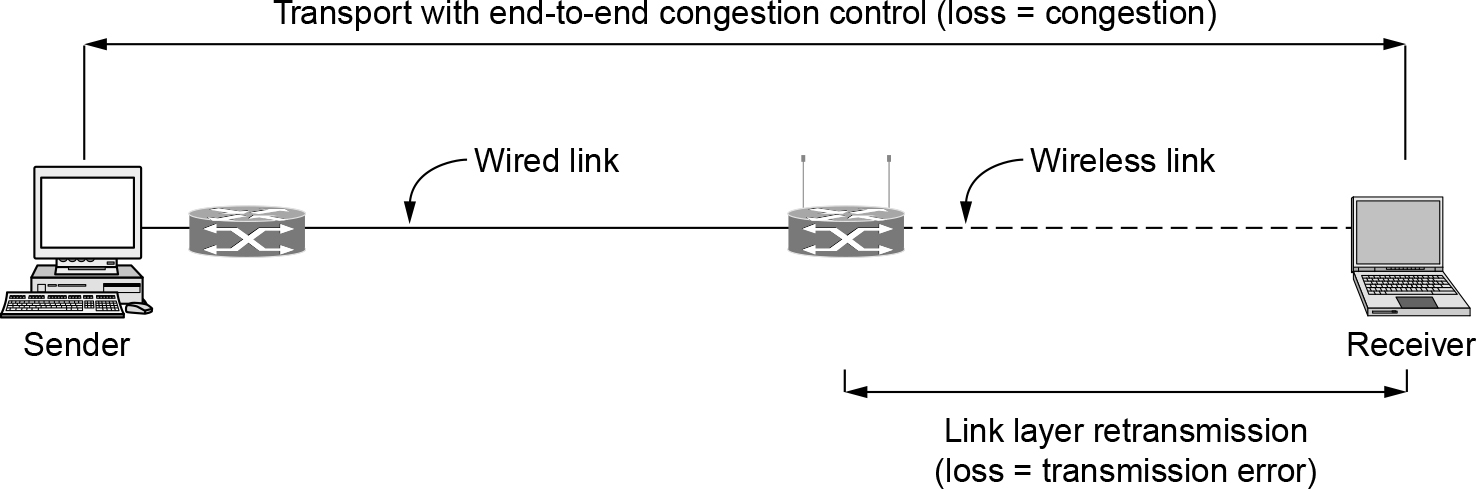 Transport with end-to-end congestion control (loss = congestion)
Wired link
Wireless link
Sender
Receiver
Link layer retransmission
(loss = transmission error)